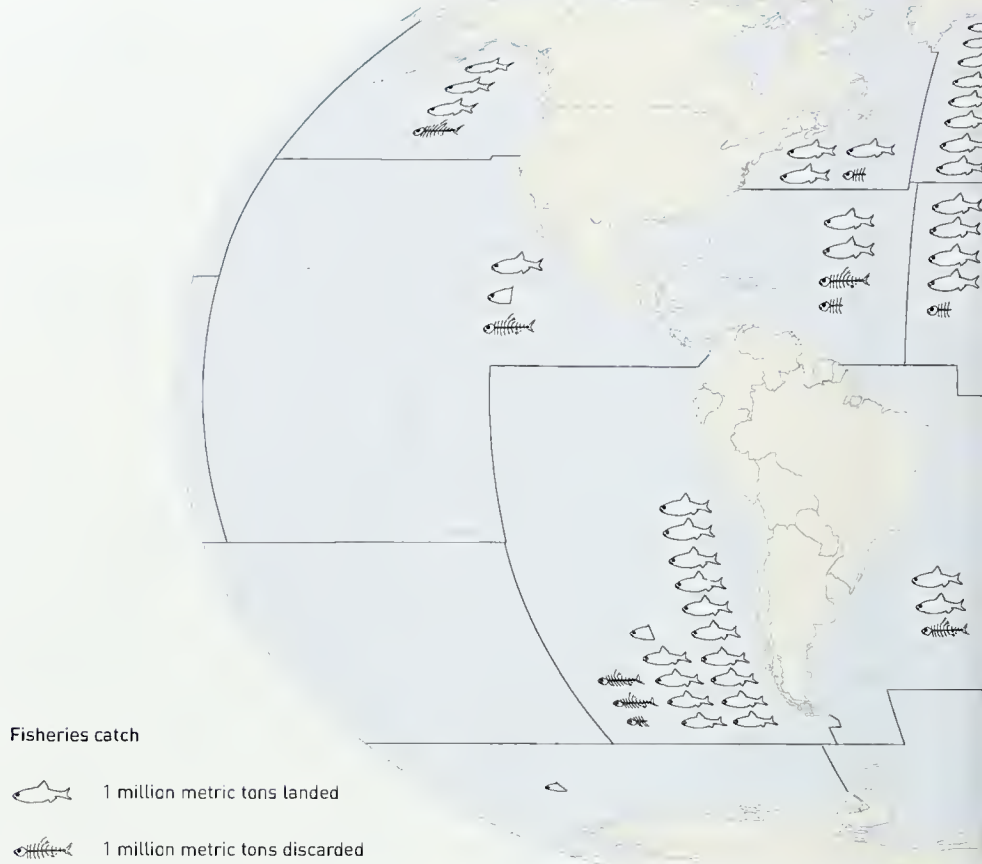 Fisheries catch
1 million metric tons landed
1 million metric tons discarded